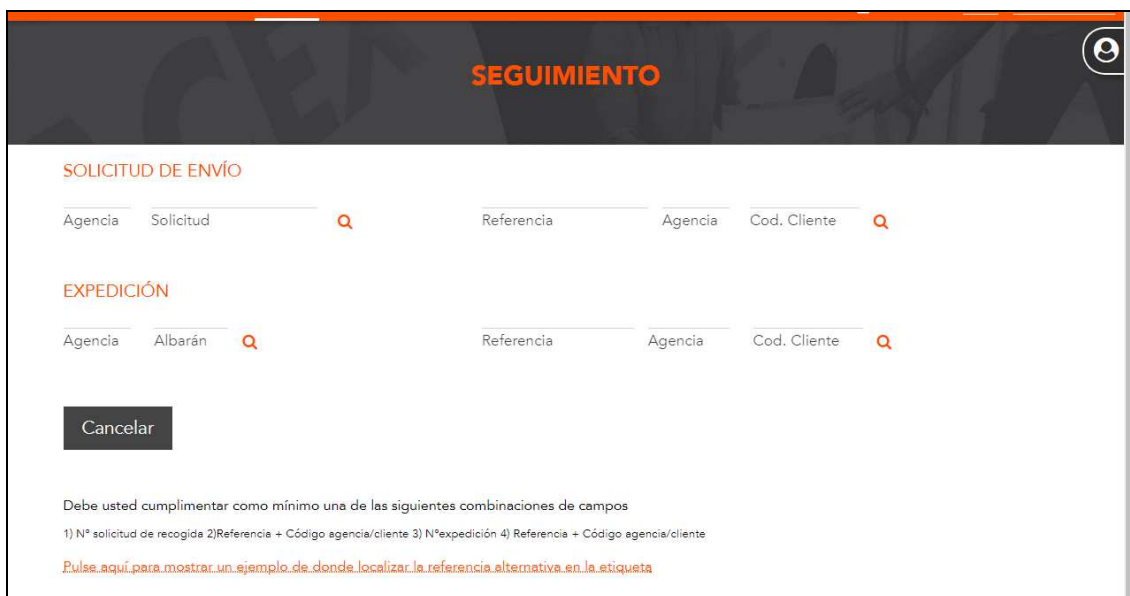 SEGUIMIENTO
SOLICITUD DE ENVÍO
Agencia Solicitud Referencia Agencia Cod. Cliente
EXPEDICIÓN
Agencia Albarán Referencia Agencia Cod. Cliente
Cancelar
Debe usted cumplimentar como mínimo una de las siguientes combinaciones de campos
1) Nº solicitud de recogida 2)Referencia + Código agencia/cliente 3) Nºexpedición 4) Referencia + Código agencia/cliente
Pulse aquí para mostrar un ejemplo de donde localizar la referencia alternativa en la etiqueta